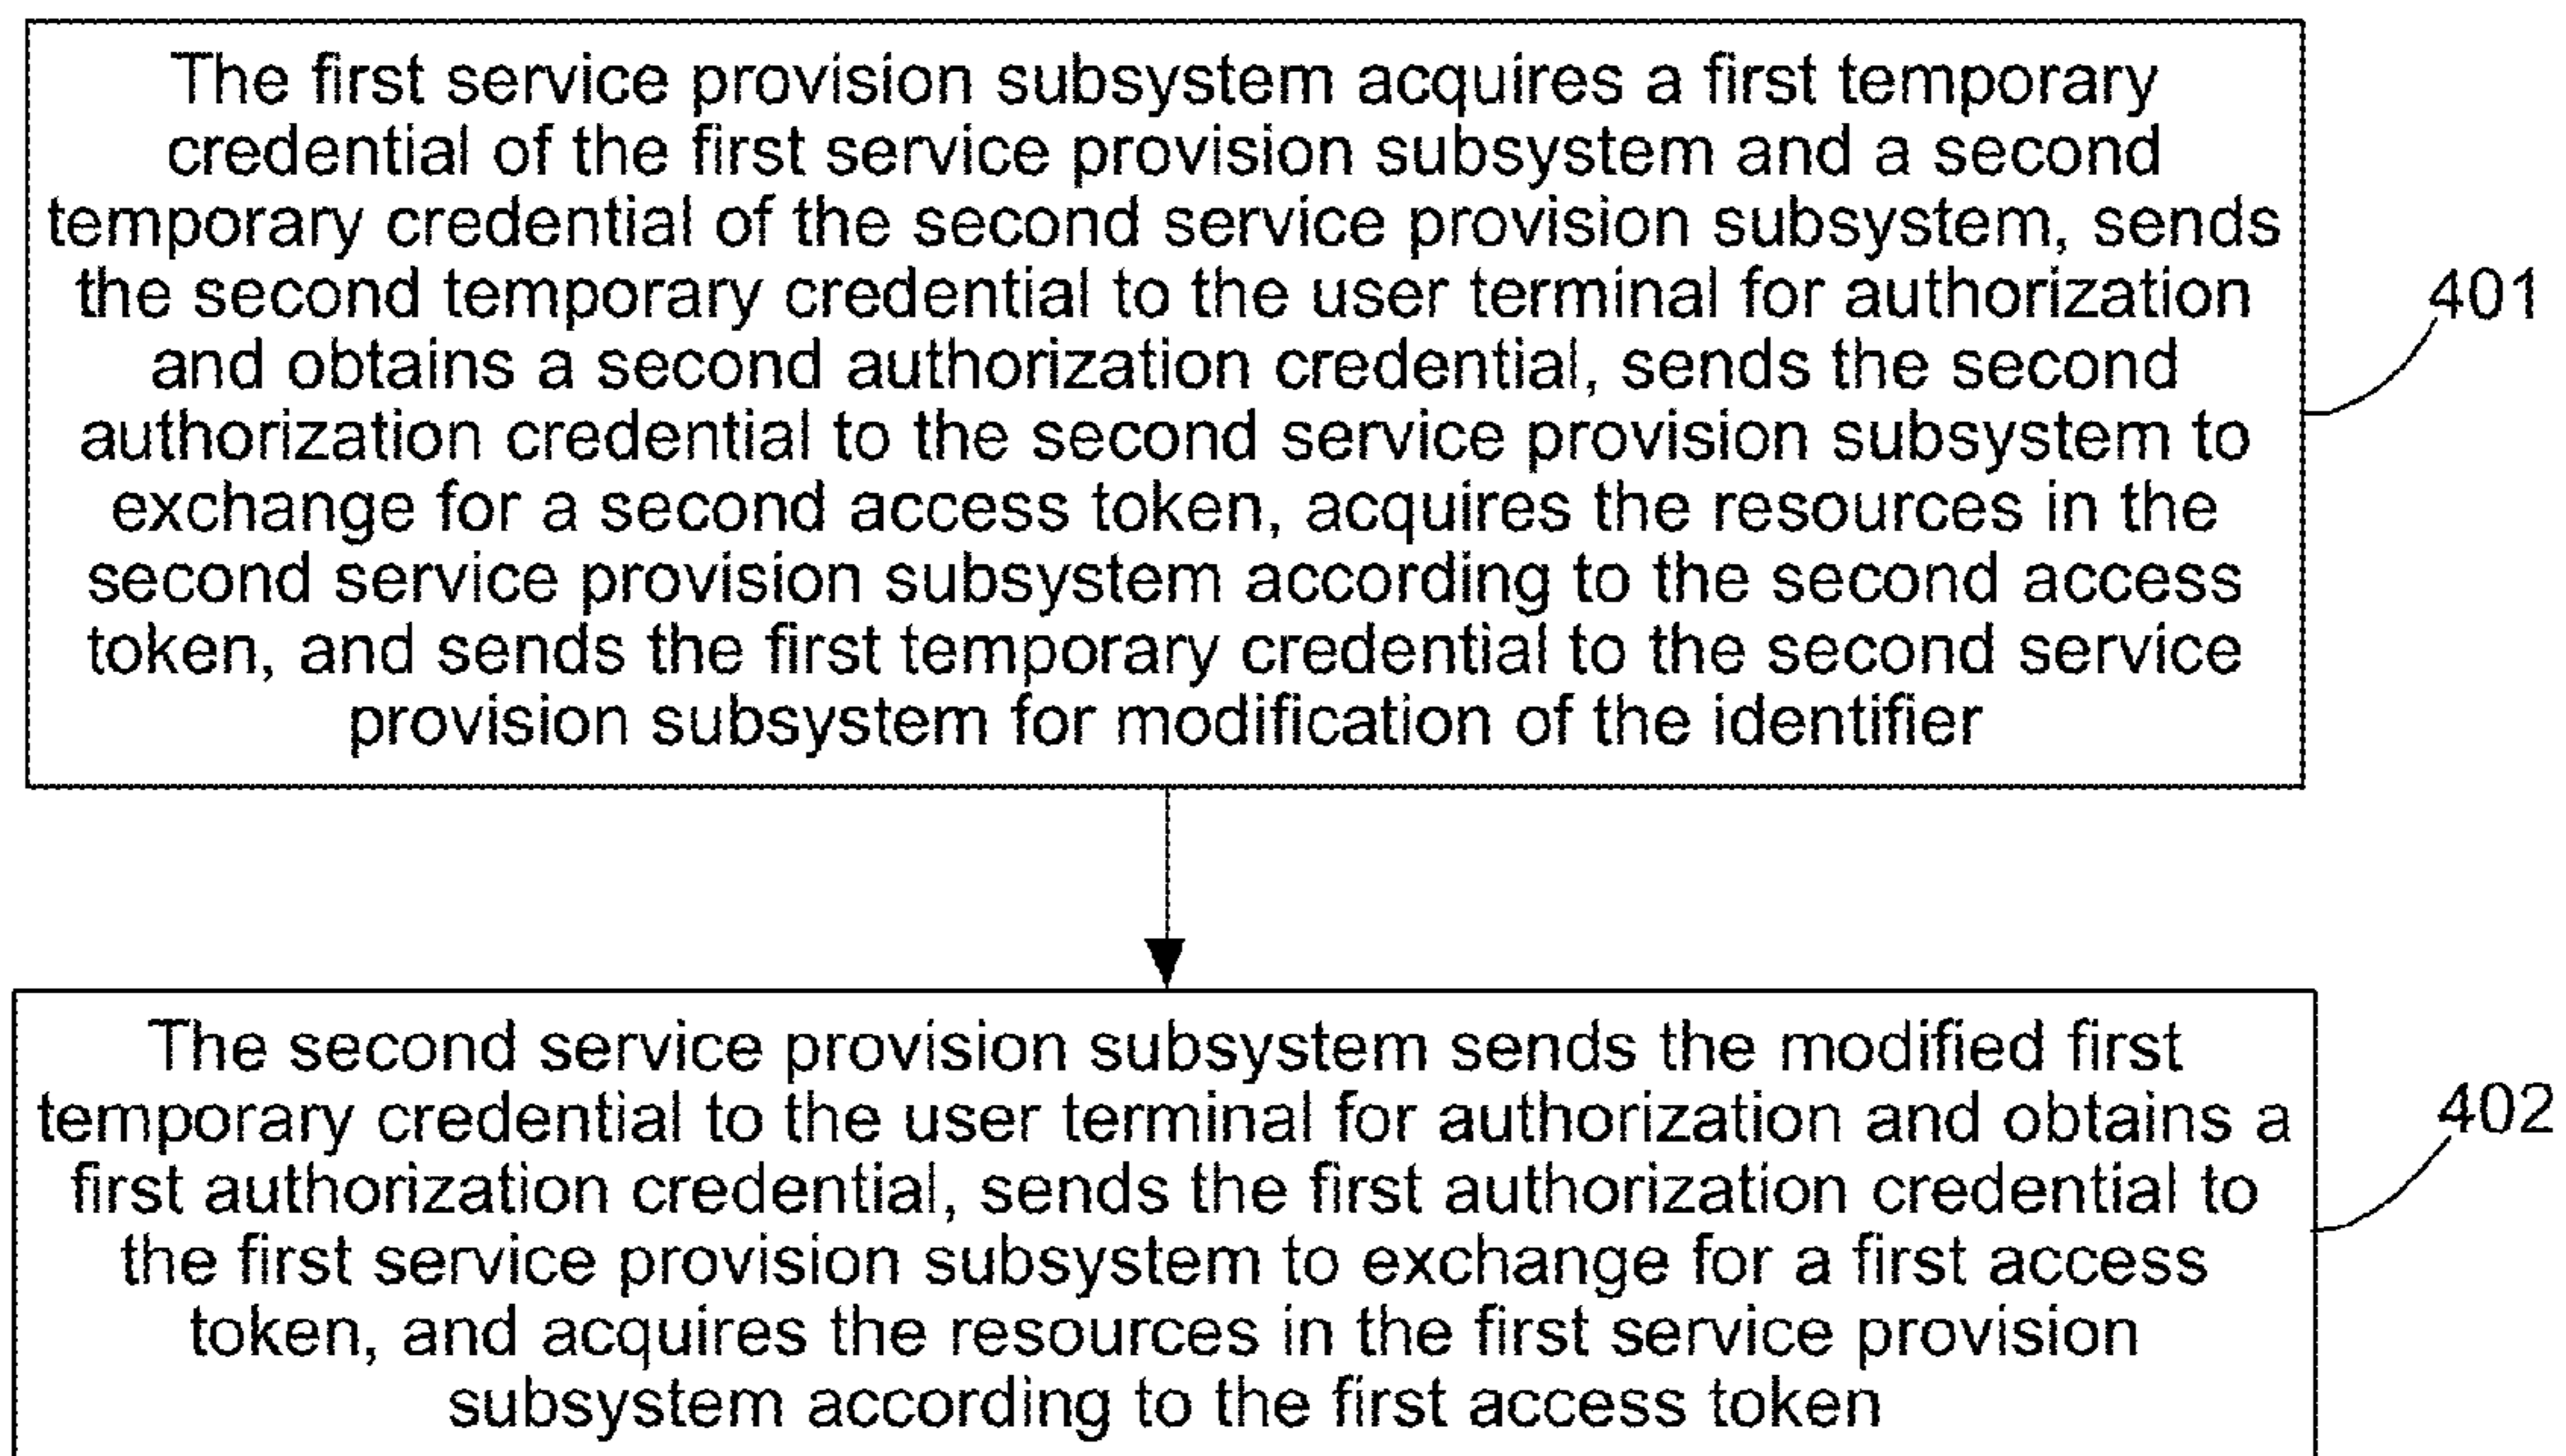 The first service provision subsystem acquires a first temporary
credential of the first service provision subsystem and a second
temporary credential of the second service provision subsystem, sends
the second temporary credential to the user terminal for authorization
and obtains a second authorization credential, sends the second
authorization credential to the second service provision subsystem to
exchange for a second access token, acquires the resources in the
second service provision subsystem according to the second access
token, and sends the first temporary credential to the second service
provision subsystem for modification of the identifier
401
The second service provision subsystem sends the modified first
temporary credential to the user terminal for authorization and obtains a
first authorization credential, sends the first authorization credential to
the first service provision subsystem to exchange for a first access
token, and acquires the resources in the first service provision
subsystem according to the first access token
402